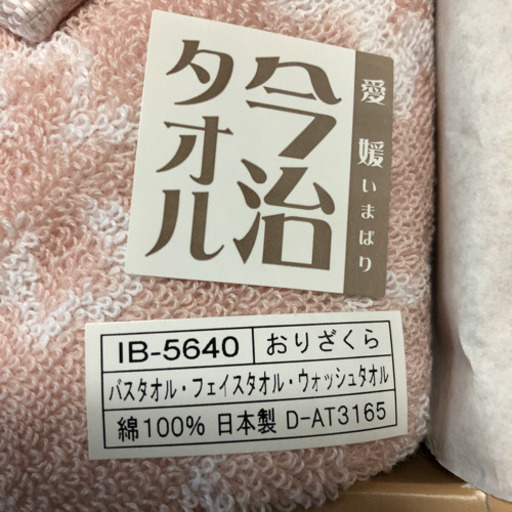 今治
タオル
愛媛いまばり
IB-5640 おりざくら
バスタオル・フェイスタオル・ウォッシュタオル
綿100% 日本製 D-AT3165